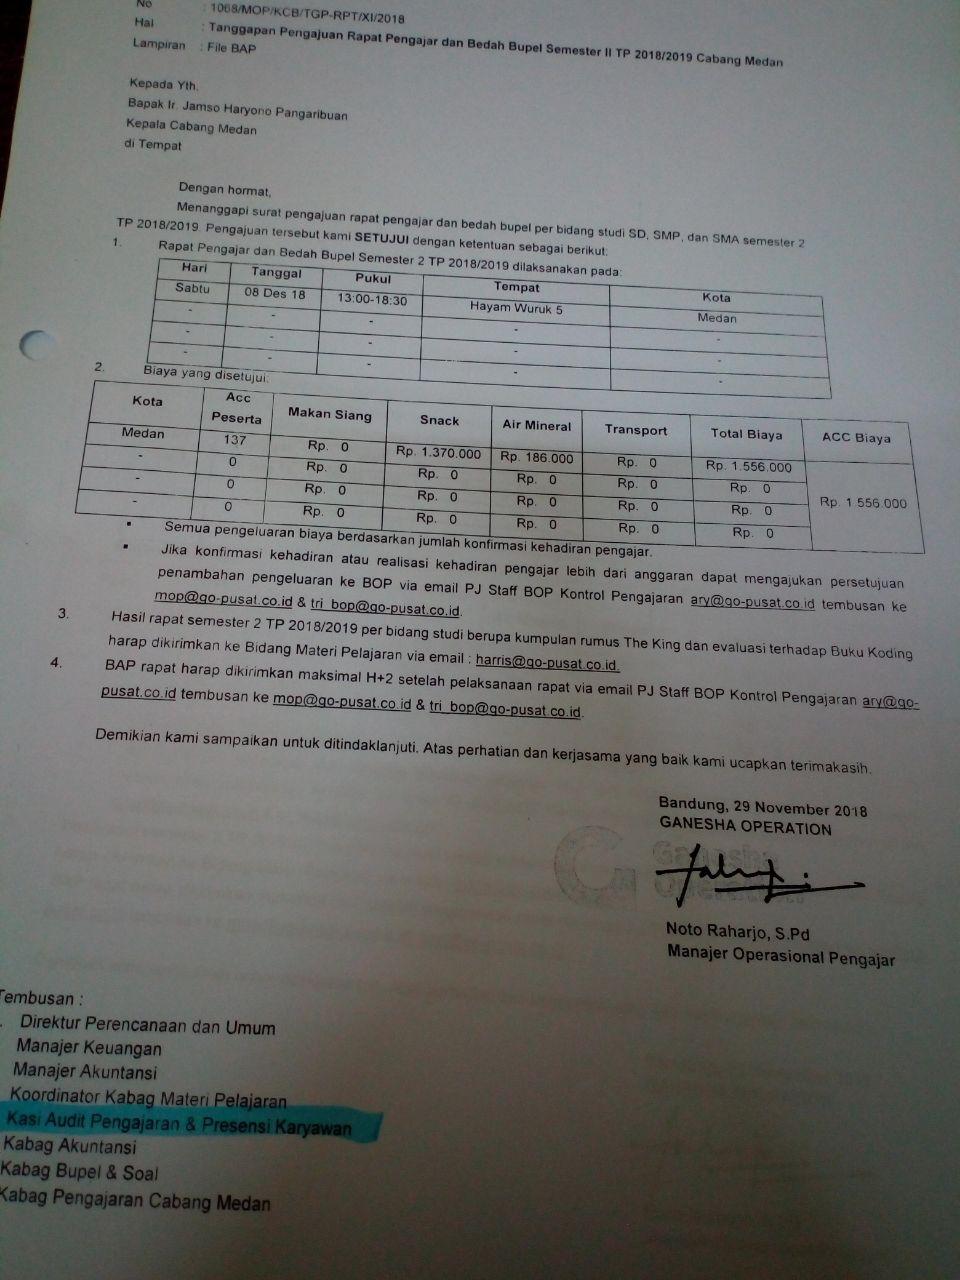 No : 1068/MOP/KCB/TGP-RPT/XI/2018
Hal : Tanggapan Pengajuan Rapat Pengajar dan Bedah Bupel Semester II TP 2018/2019 Cabang Medan
Lampiran : File BAP
Kepada Yth.
Bapak Ir. Jamso Haryono Pangaribuan
Kepala Cabang Medan
di Tempat
Dengan hormat,
Menanggapi surat pengajuan rapat pengajar dan bedah bupel per bidang studi SD, SMP, dan SMA semester 2
TP 2018/2019. Pengajuan tersebut kami SETUJUI dengan ketentuan sebagai berikut:
1. Rapat Pengajar dan Bedah Bupel Semester 2 TP 2018/2019 dilaksanakan pada:
Hari Tanggal Pukul Tempat Kota
Sabtu 08 Des 18 13:00-18:30 Hayam Wuruk 5 Medan
- - - - -
- - - - -
- - - - -
2. Biaya yang disetujui:
Kota Acc Peserta Makan Siang Snack Air Mineral Transport Total Biaya ACC Biaya
Medan 137 Rp. 0 Rp. 1.370.000 Rp. 186.000 Rp. 0 Rp. 1.556.000 Rp. 1.556.000
- 0 Rp. 0 Rp. 0 Rp. 0 Rp. 0 Rp. 0
- 0 Rp. 0 Rp. 0 Rp. 0 Rp. 0 Rp. 0
- 0 Rp. 0 Rp. 0 Rp. 0 Rp. 0 Rp. 0
▪ Semua pengeluaran biaya berdasarkan jumlah konfirmasi kehadiran pengajar.
▪ Jika konfirmasi kehadiran atau realisasi kehadiran pengajar lebih dari anggaran dapat mengajukan persetujuan
penambahan pengeluaran ke BOP via email PJ Staff BOP Kontrol Pengajaran ary@go-pusat.co.id tembusan ke
mop@go-pusat.co.id & tri_bop@go-pusat.co.id.
3. Hasil rapat semester 2 TP 2018/2019 per bidang studi berupa kumpulan rumus The King dan evaluasi terhadap Buku Koding
harap dikirimkan ke Bidang Materi Pelajaran via email : harris@go-pusat.co.id.
4. BAP rapat harap dikirimkan maksimal H+2 setelah pelaksanaan rapat via email PJ Staff BOP Kontrol Pengajaran ary@go-
pusat.co.id tembusan ke mop@go-pusat.co.id & tri_bop@go-pusat.co.id.
Demikian kami sampaikan untuk ditindaklanjuti. Atas perhatian dan kerjasama yang baik kami ucapkan terimakasih.
Bandung, 29 November 2018
GANESHA OPERATION
Ganesha
Operation
Noto Raharjo, S.Pd
Manajer Operasional Pengajar
Tembusan :
. Direktur Perencanaan dan Umum
Manajer Keuangan
Manajer Akuntansi
Koordinator Kabag Materi Pelajaran
Kasi Audit Pengajaran & Presensi Karyawan
Kabag Akuntansi
Kabag Bupel & Soal
Kabag Pengajaran Cabang Medan